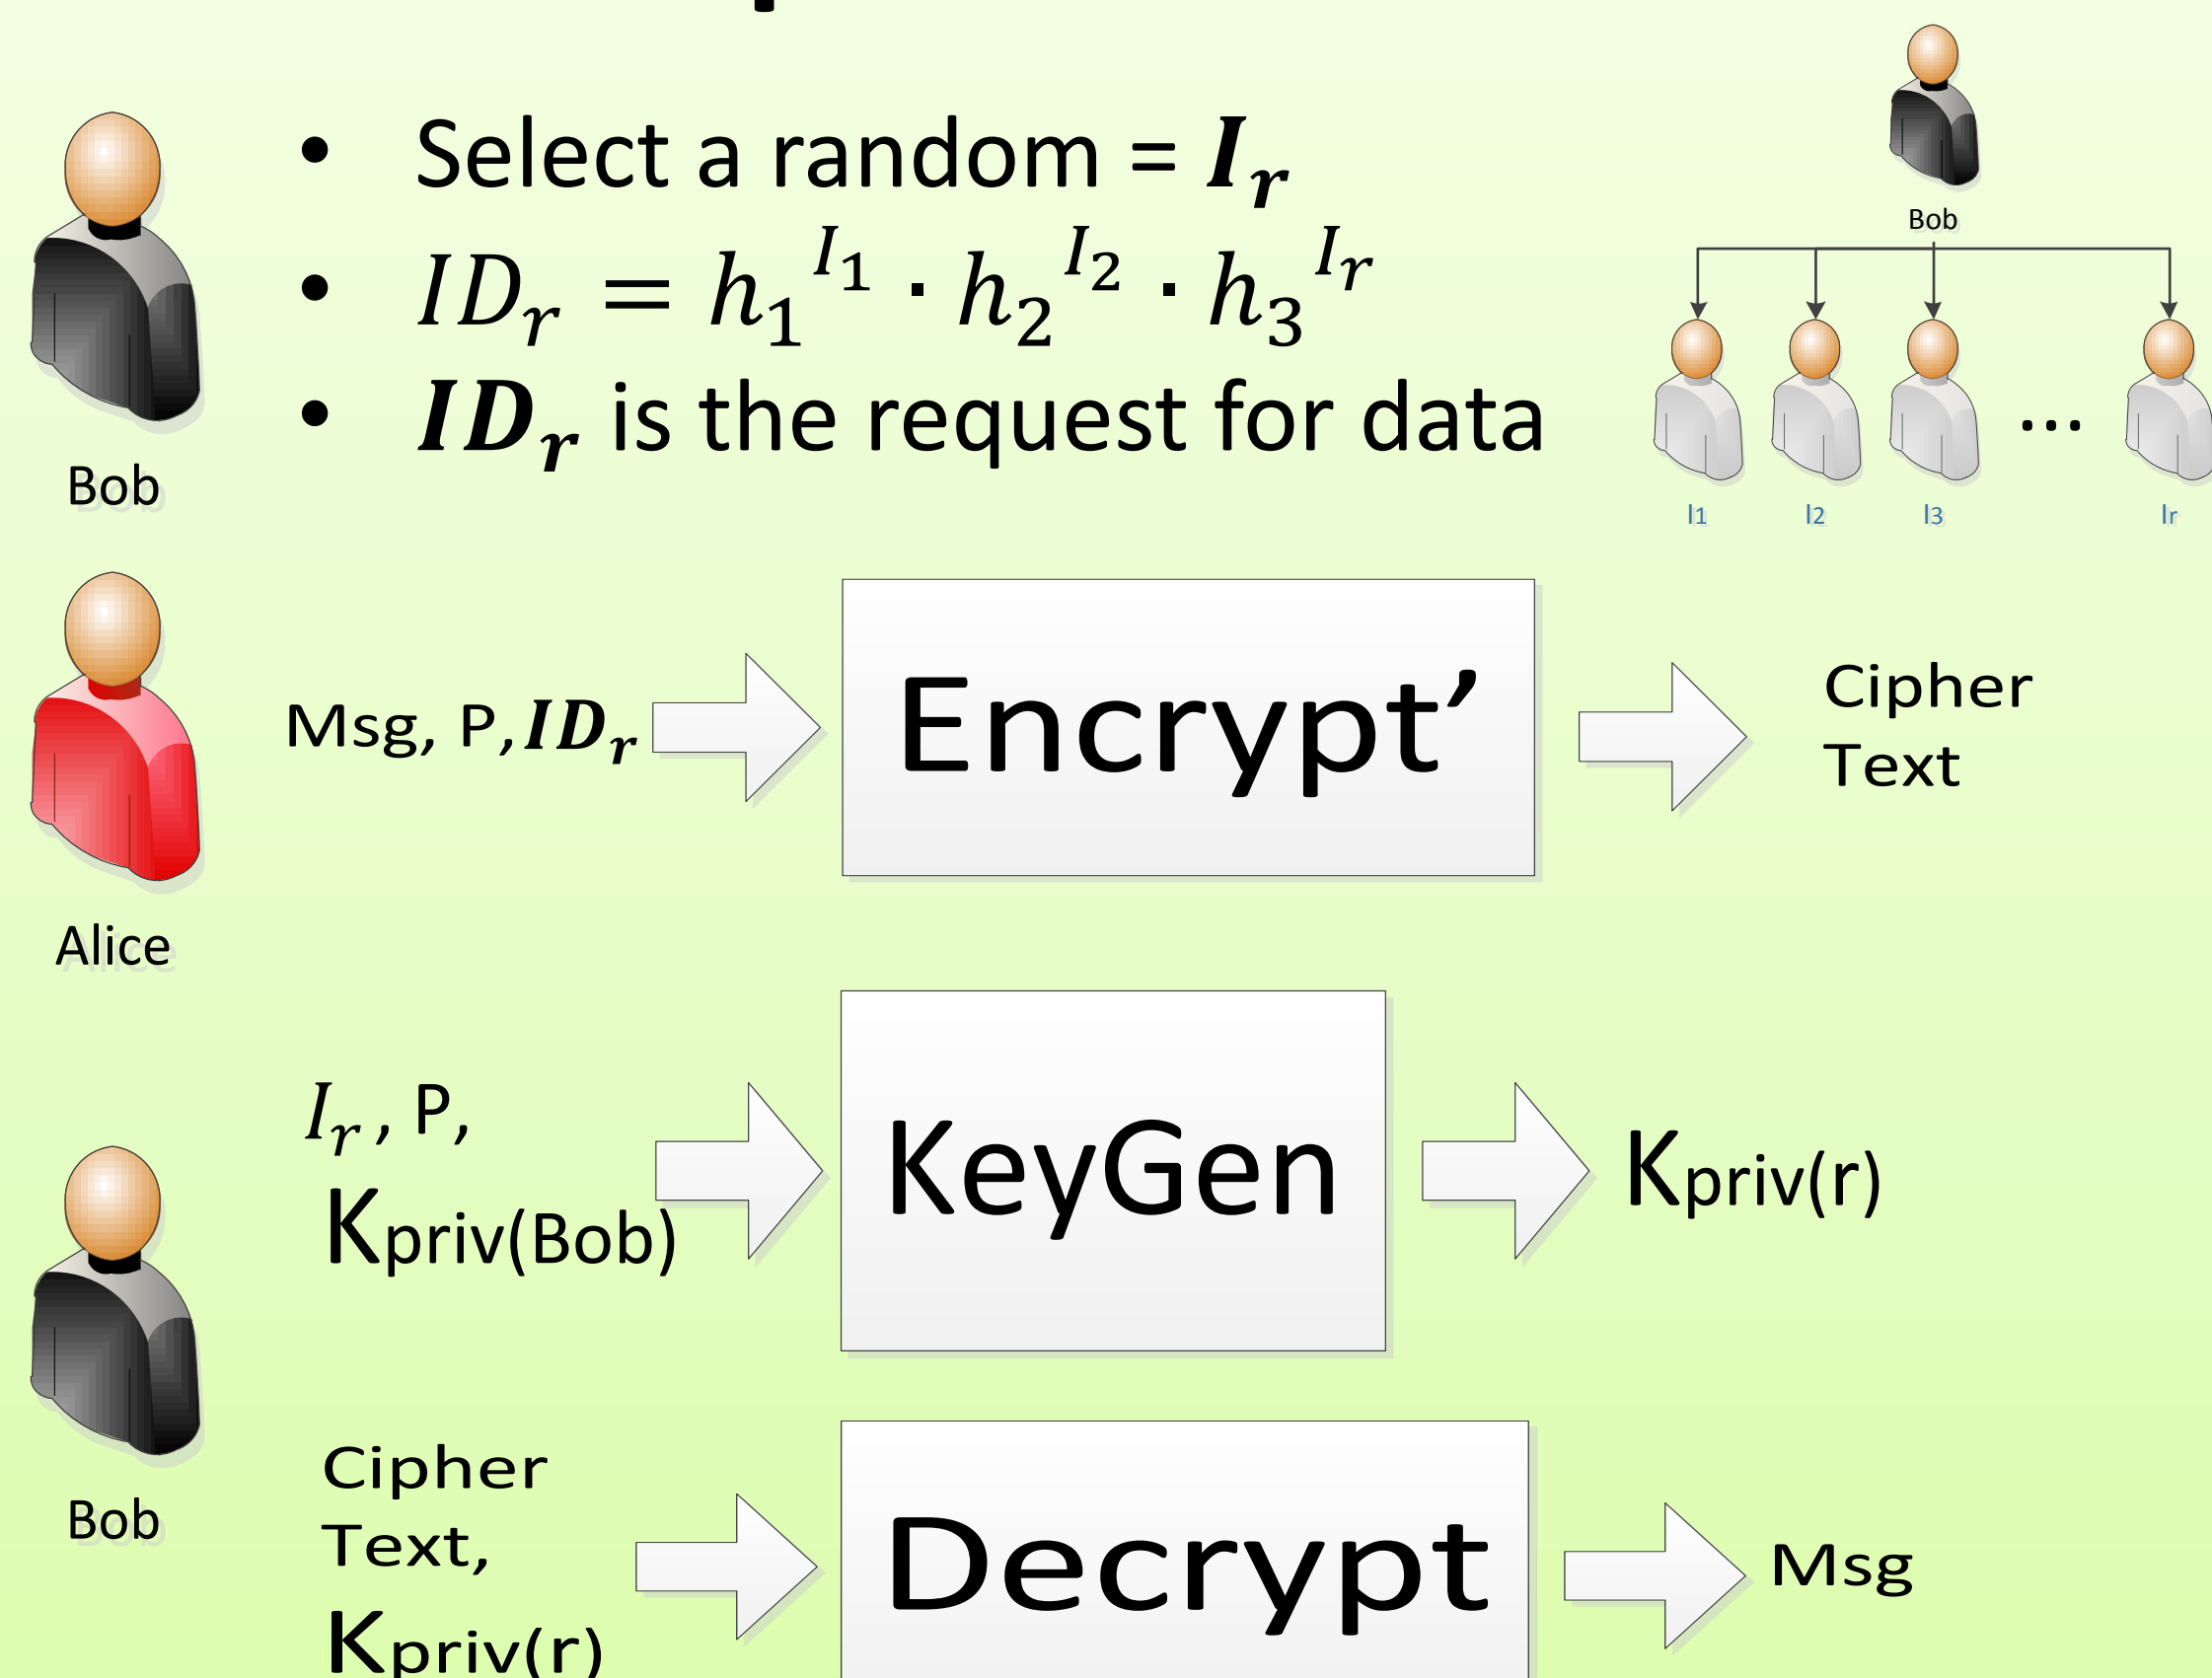 • Select a random = I_r
• ID_r = h_1^{I_1} · h_2^{I_2} · h_3^{I_r}
• ID_r is the request for data
Bob
Bob
I1 I2 I3 ... Ir
Msg, P, ID_r
Encrypt’
Cipher
Text
Alice
I_r, P,
Kpriv(Bob)
KeyGen
Kpriv(r)
Bob
Cipher
Text,
Kpriv(r)
Decrypt
Msg